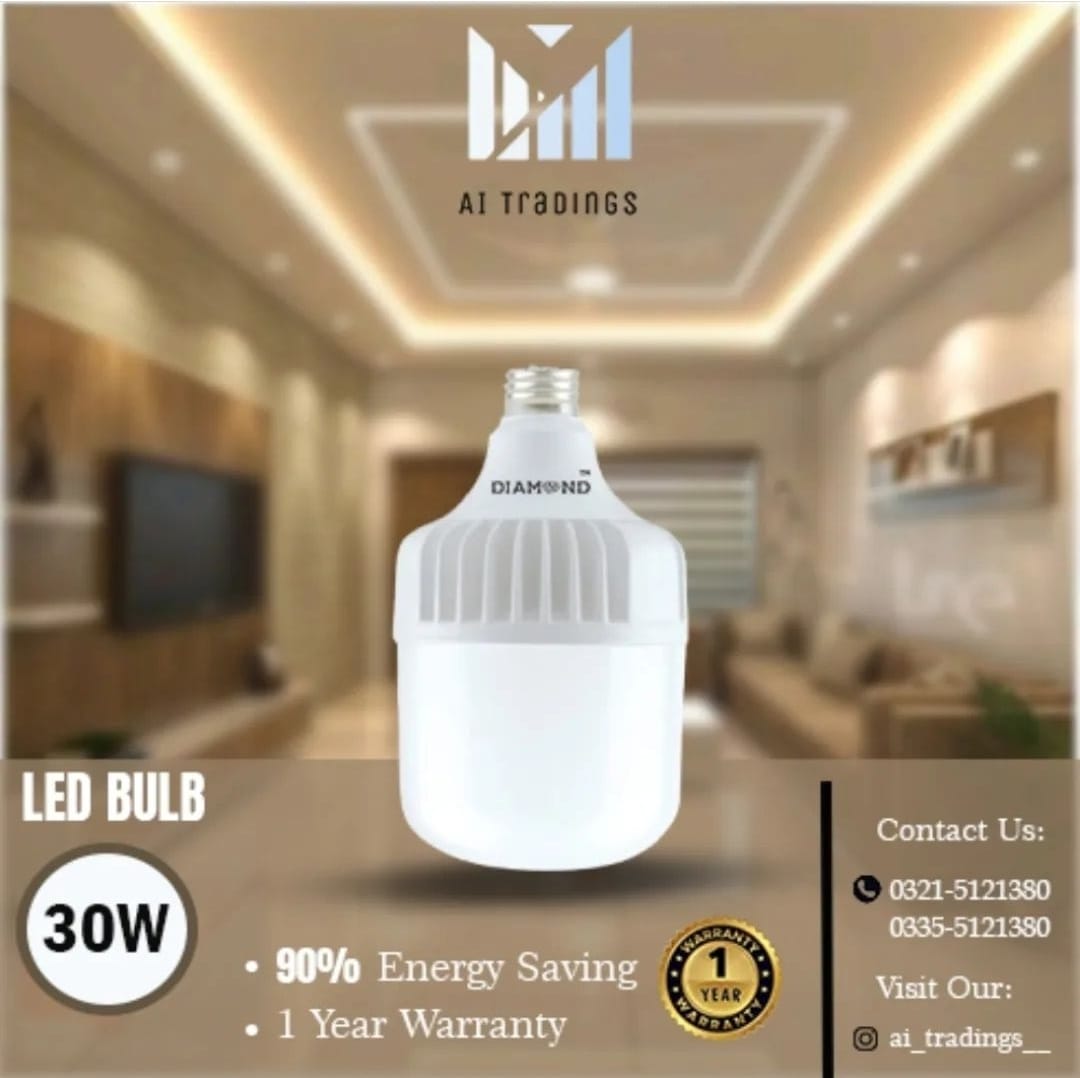 AI Tradings
DIAMOND™
LED BULB
30W
• 90% Energy Saving
• 1 Year Warranty
WARRANTY
1
YEAR
WARRANTY
Contact Us:
0321-5121380
0335-5121380
Visit Our:
ai_tradings__